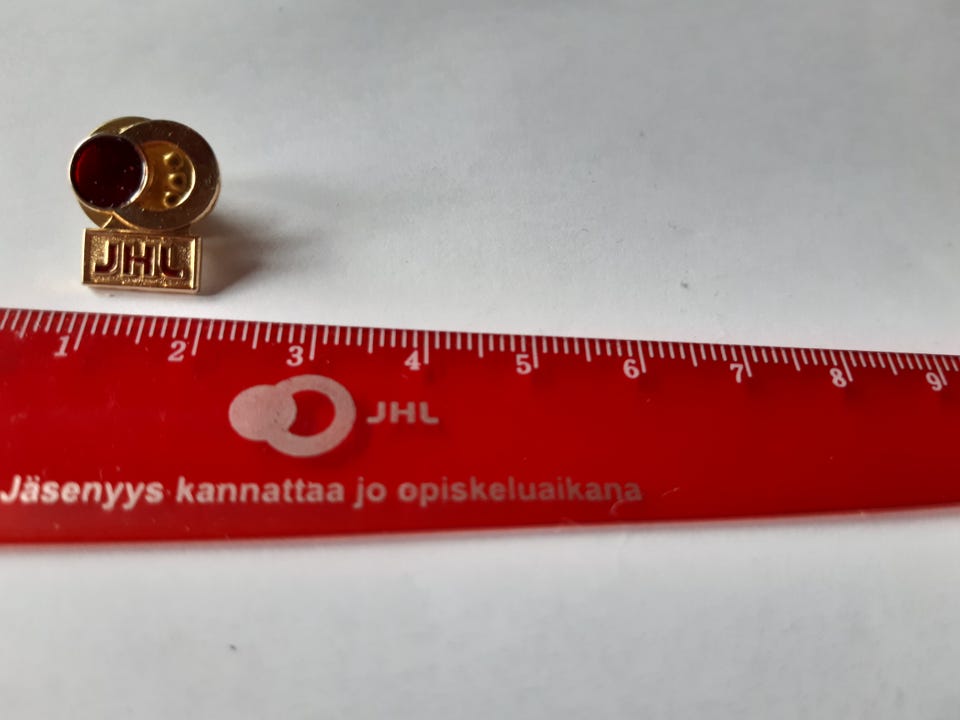 JHL
1 2 3 4 5 6 7 8 9
JHL
Jäsenyys kannattaa jo opiskeluaikana